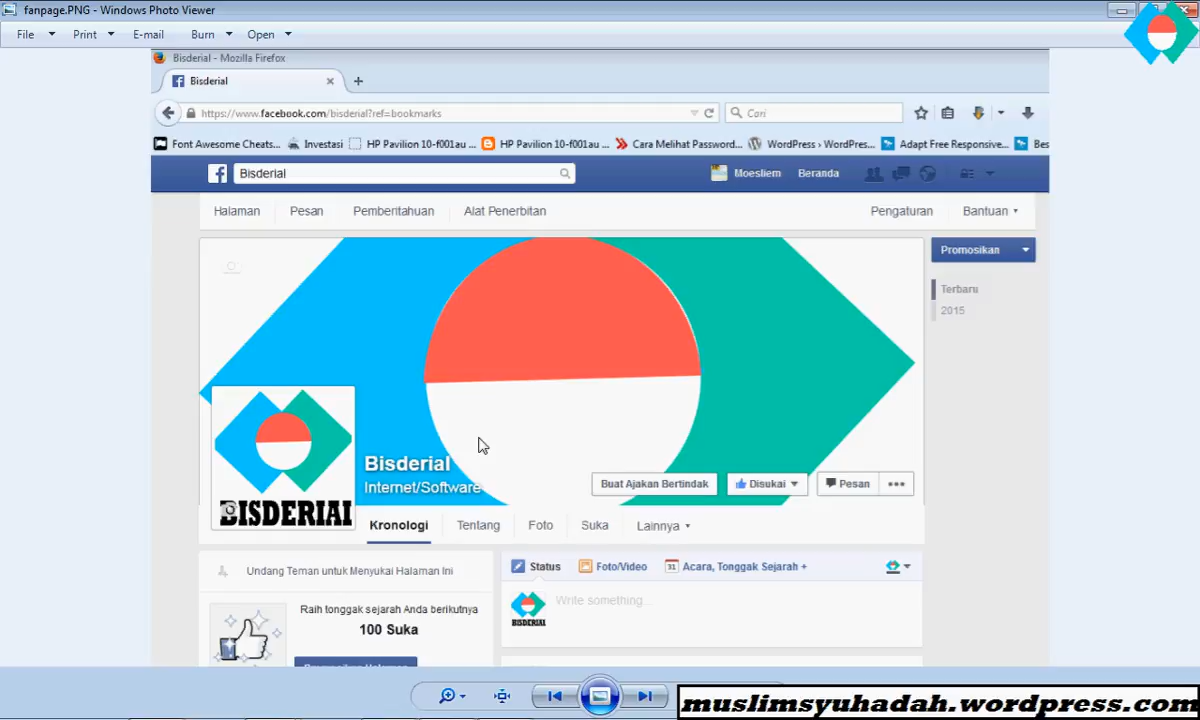 fanpage.PNG - Windows Photo Viewer
File Print E-mail Burn Open
Bisderial - Mozilla Firefox
Bisderial
https://www.facebook.com/bisderial?ref=bookmarks Cari
Font Awesome Cheats... Investasi HP Pavilion 10-f001au ... HP Pavilion 10-f001au ... Cara Melihat Password... WordPress › WordPres... Adapt Free Responsive... Bes
Bisderial Moesliem Beranda
Halaman Pesan Pemberitahuan Alat Penerbitan Pengaturan Bantuan
Promosikan
Terbaru
2015
Bisderial
Internet/Software
Buat Ajakan Bertindak Disukai Pesan •••
BISDERIAL
Kronologi Tentang Foto Suka Lainnya
Undang Teman untuk Menyukai Halaman Ini
Status Foto/Video 31 Acara, Tonggak Sejarah +
Write something...
BISDERIAL
Raih tonggak sejarah Anda berikutnya
100 Suka
muslimsyuhadah.wordpress.com